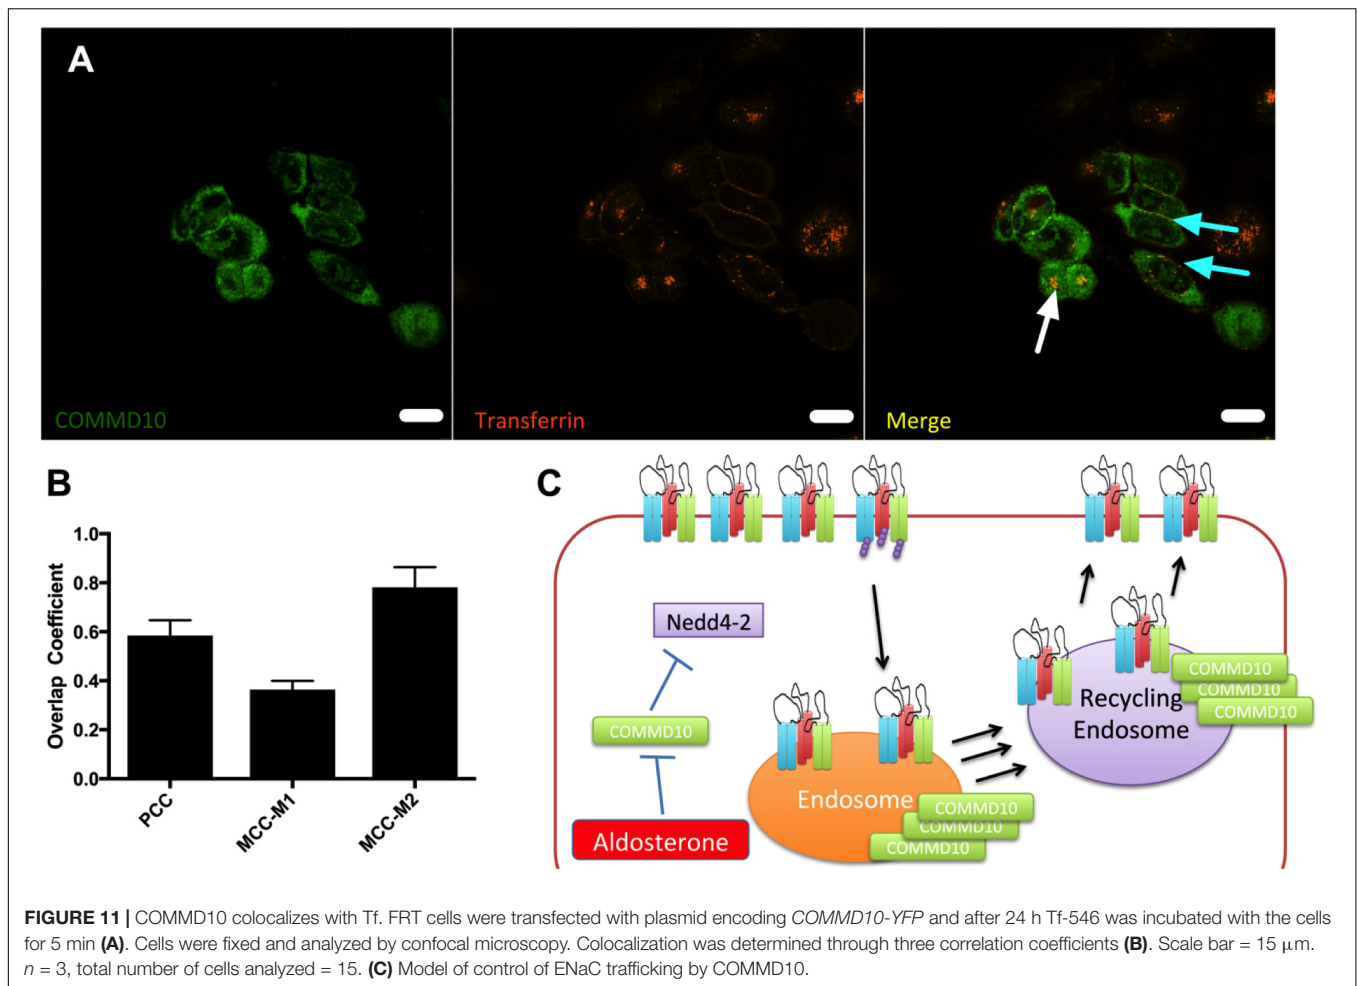 A
COMMD10
Transferrin
Merge
B
Overlap Coefficient
1.0
0.8
0.6
0.4
0.2
0.0
PCC
MCC-M1
MCC-M2
C
Nedd4-2
COMMD10
Aldosterone
Endosome
COMMD10
COMMD10
COMMD10
Recycling
Endosome
COMMD10
COMMD10
COMMD10
FIGURE 11 | COMMD10 colocalizes with Tf. FRT cells were transfected with plasmid encoding COMMD10-YFP and after 24 h Tf-546 was incubated with the cells
for 5 min (A). Cells were fixed and analyzed by confocal microscopy. Colocalization was determined through three correlation coefficients (B). Scale bar = 15 μm.
n = 3, total number of cells analyzed = 15. (C) Model of control of ENaC trafficking by COMMD10.